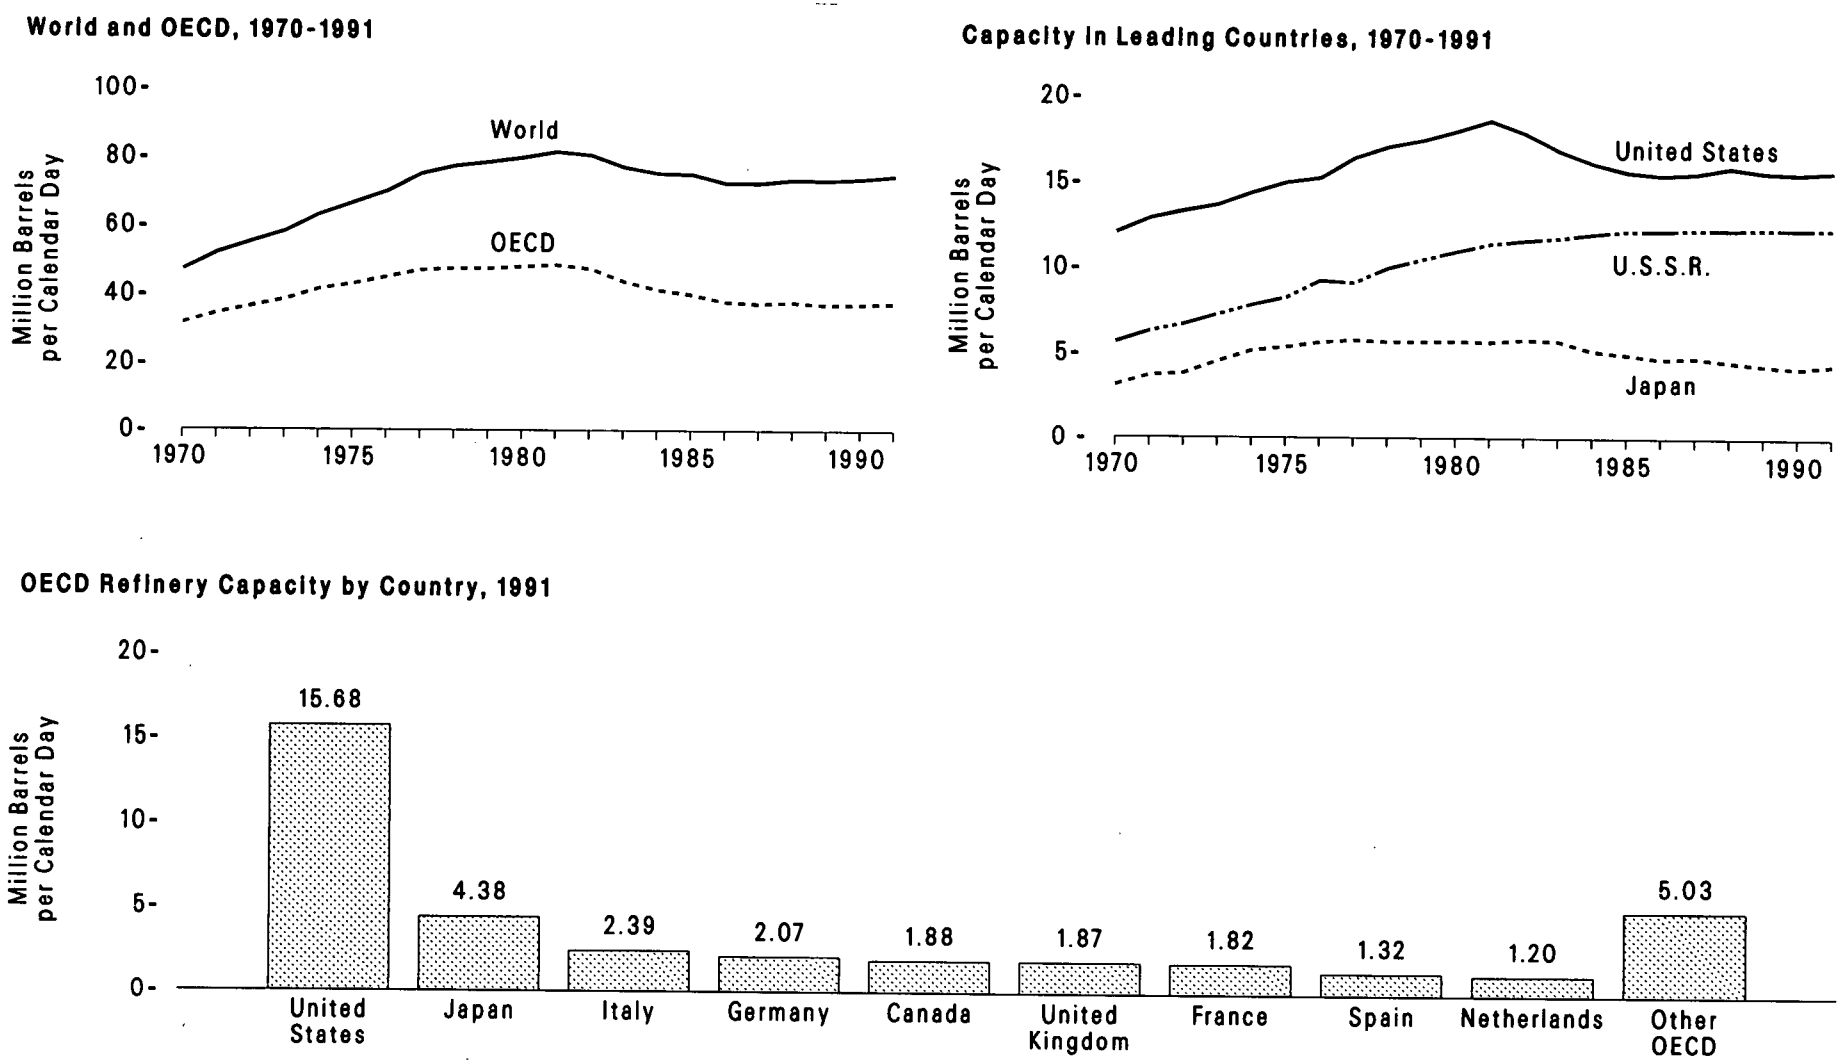 World and OECD, 1970-1991
100-
80-
60-
40-
20-
0-
Million Barrels
per Calendar Day
World
OECD
1970 1975 1980 1985 1990
Capacity in Leading Countries, 1970-1991
20-
15-
10-
5-
0 -
Million Barrels
per Calendar Day
United States
U.S.S.R.
Japan
1970 1975 1980 1985 1990
OECD Refinery Capacity by Country, 1991
20-
15-
10-
5-
0-
Million Barrels
per Calendar Day
15.68 4.38 2.39 2.07 1.88 1.87 1.82 1.32 1.20 5.03
United Japan Italy Germany Canada United France Spain Netherlands Other
States Kingdom OECD